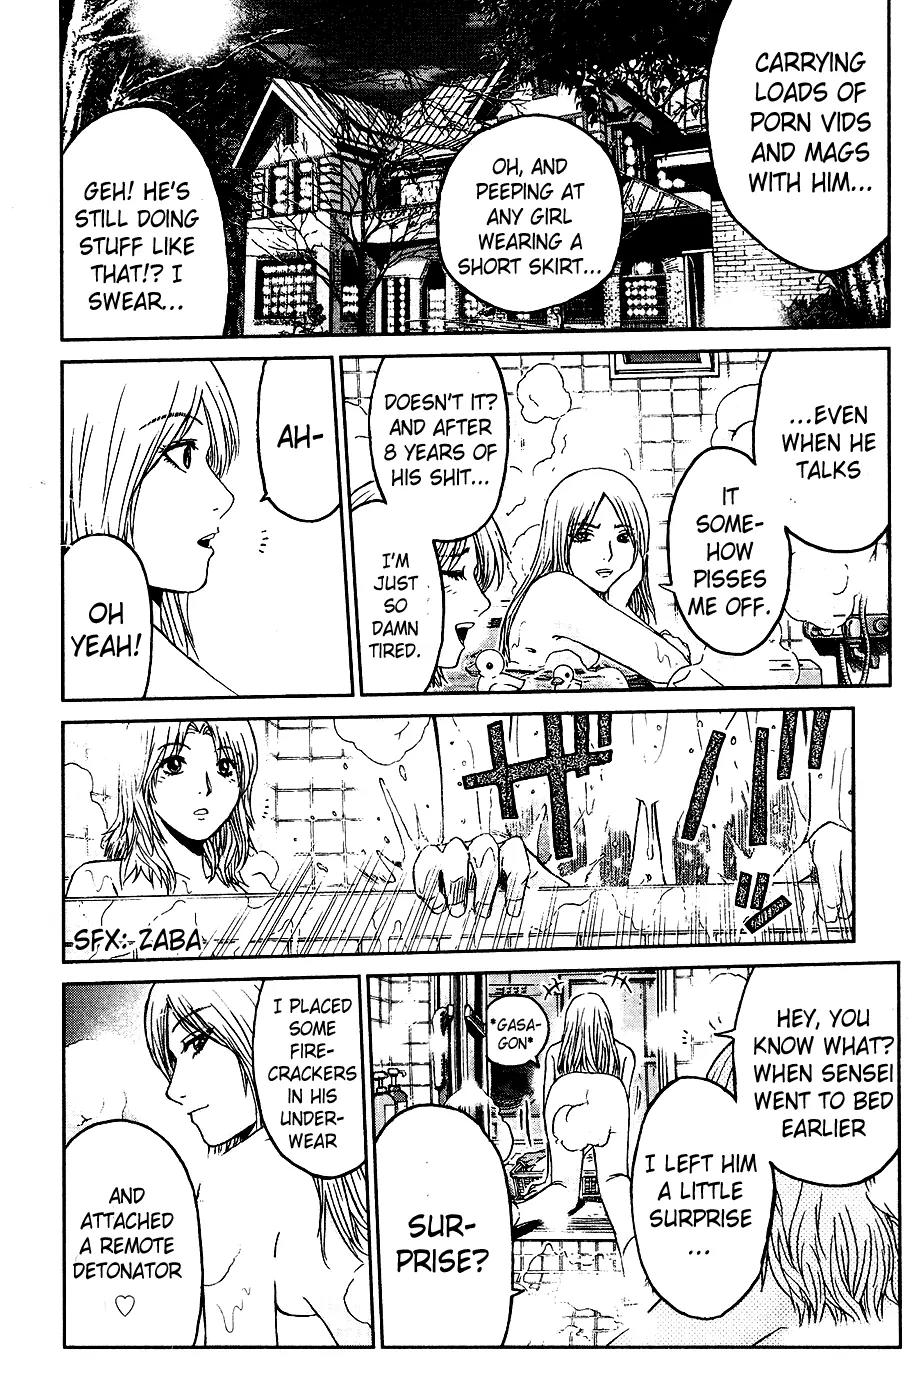 CARRYING
LOADS OF
PORN VIDS
AND MAGS
WITH HIM...
OH, AND
PEEPING AT
ANY GIRL
WEARING A
SHORT SKIRT...
GEH! HE'S
STILL DOING
STUFF LIKE
THAT!? I
SWEAR...
...EVEN
WHEN HE
TALKS
IT
SOME-
HOW
PISSES
ME OFF.
DOESN'T IT?
AND AFTER
8 YEARS OF
HIS SHIT...
I'M
JUST
SO
DAMN
TIRED.
AH-
OH
YEAH!
ザバッ
SFX: ZABA
HEY, YOU
KNOW WHAT?
WHEN SENSEI
WENT TO BED
EARLIER
I LEFT HIM
A LITTLE
SURPRISE
...
*GASA-
GON*
SUR-
PRISE?
I PLACED
SOME
FIRE-
CRACKERS
IN HIS
UNDER-
WEAR
AND
ATTACHED
A REMOTE
DETONATOR
♡